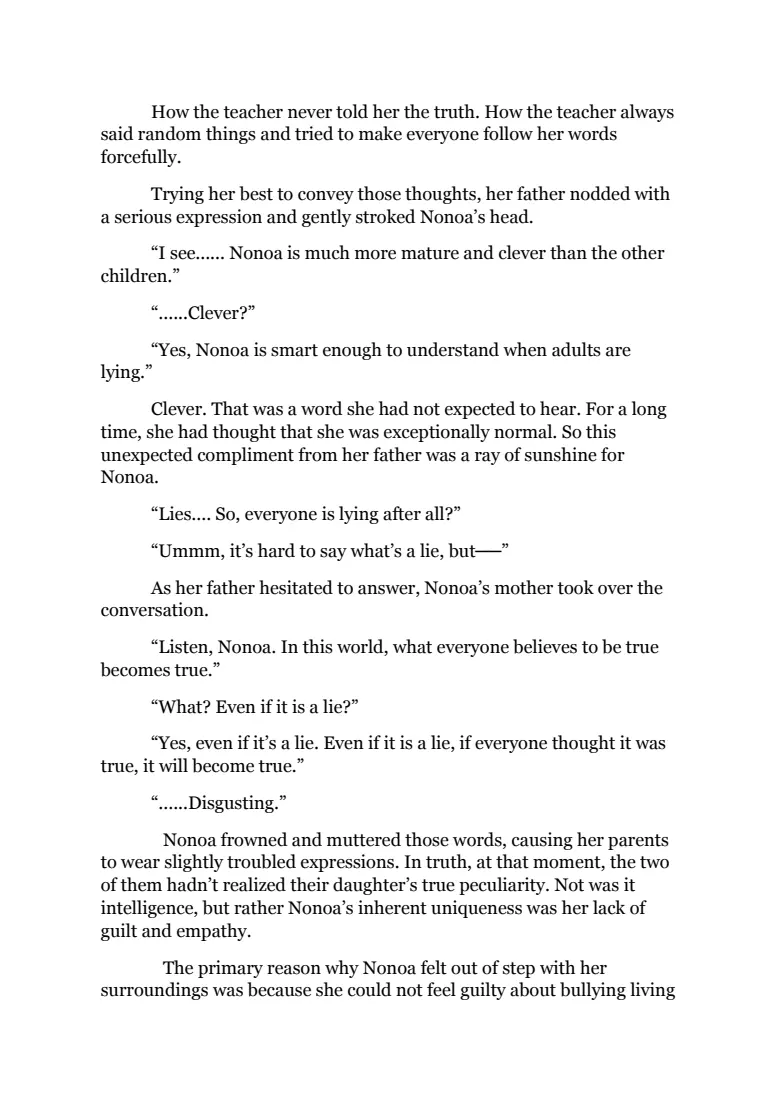 How the teacher never told her the truth. How the teacher always
said random things and tried to make everyone follow her words
forcefully.
Trying her best to convey those thoughts, her father nodded with
a serious expression and gently stroked Nonoa’s head.
“I see…… Nonoa is much more mature and clever than the other
children.”
“……Clever?”
“Yes, Nonoa is smart enough to understand when adults are
lying.”
Clever. That was a word she had not expected to hear. For a long
time, she had thought that she was exceptionally normal. So this
unexpected compliment from her father was a ray of sunshine for
Nonoa.
“Lies.... So, everyone is lying after all?”
“Ummm, it’s hard to say what’s a lie, but──”
As her father hesitated to answer, Nonoa’s mother took over the
conversation.
“Listen, Nonoa. In this world, what everyone believes to be true
becomes true.”
“What? Even if it is a lie?”
“Yes, even if it’s a lie. Even if it is a lie, if everyone thought it was
true, it will become true.”
“……Disgusting.”
Nonoa frowned and muttered those words, causing her parents
to wear slightly troubled expressions. In truth, at that moment, the two
of them hadn’t realized their daughter’s true peculiarity. Not was it
intelligence, but rather Nonoa’s inherent uniqueness was her lack of
guilt and empathy.
The primary reason why Nonoa felt out of step with her
surroundings was because she could not feel guilty about bullying living